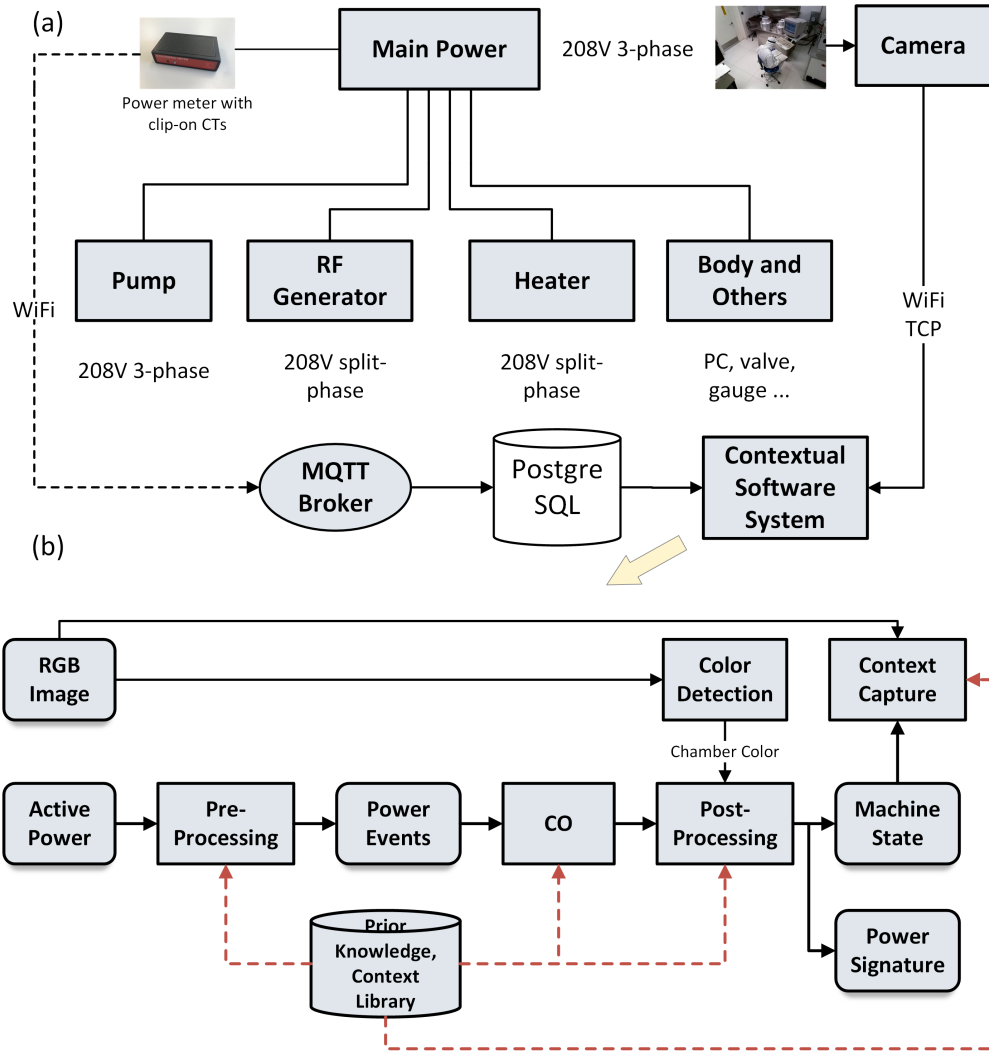 (a)
Main Power
208V 3-phase
Camera
Power meter with
clip-on CTs
Pump
RF
Generator
Heater
Body and
Others
WiFi
WiFi
TCP
208V 3-phase
208V split-
phase
208V split-
phase
PC, valve,
gauge ...
MQTT
Broker
Postgre
SQL
Contextual
Software
System
(b)
RGB
Image
Color
Detection
Context
Capture
Chamber Color
Active
Power
Pre-
Processing
Power
Events
CO
Post-
Processing
Machine
State
Prior
Knowledge,
Context
Library
Power
Signature